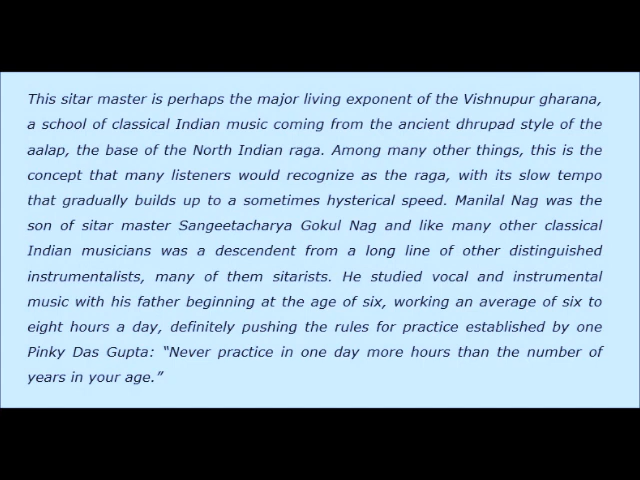 This sitar master is perhaps the major living exponent of the Vishnupur gharana,
a school of classical Indian music coming from the ancient dhrupad style of the
aalap, the base of the North Indian raga. Among many other things, this is the
concept that many listeners would recognize as the raga, with its slow tempo
that gradually builds up to a sometimes hysterical speed. Manilal Nag was the
son of sitar master Sangeetacharya Gokul Nag and like many other classical
Indian musicians was a descendent from a long line of other distinguished
instrumentalists, many of them sitarists. He studied vocal and instrumental
music with his father beginning at the age of six, working an average of six to
eight hours a day, definitely pushing the rules for practice established by one
Pinky Das Gupta: “Never practice in one day more hours than the number of
years in your age.”